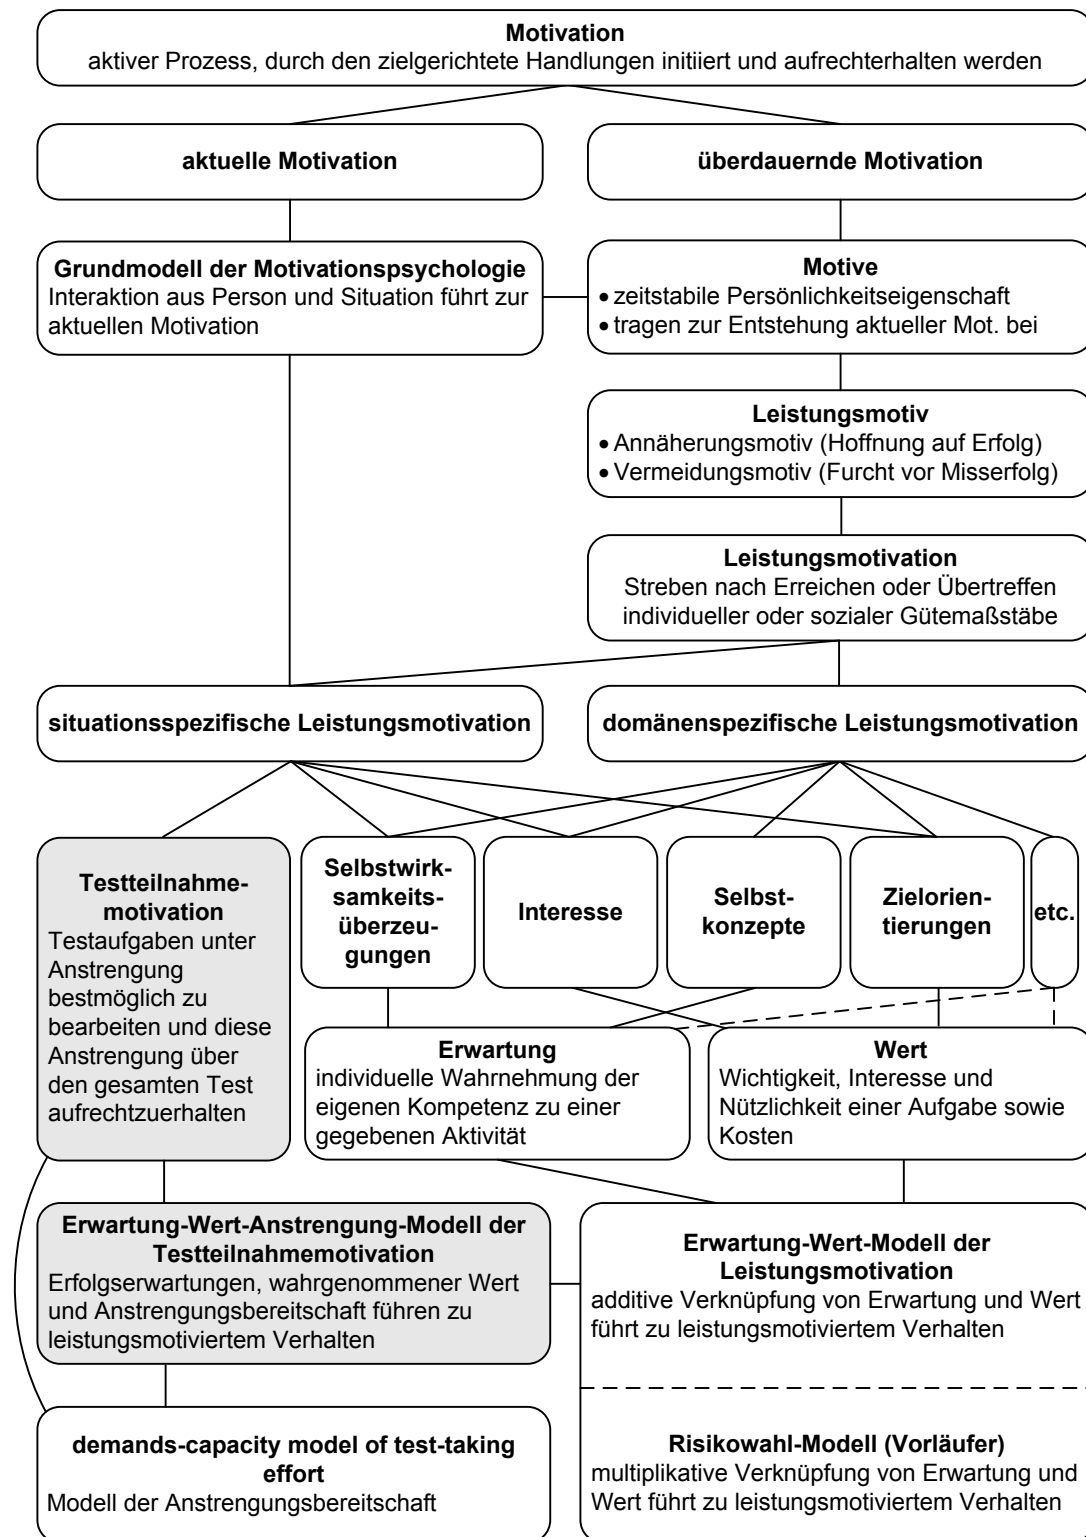 Motivation
aktiver Prozess, durch den zielgerichtete Handlungen initiiert und aufrechterhalten werden
aktuelle Motivation
überdauernde Motivation
Grundmodell der Motivationspsychologie
Interaktion aus Person und Situation führt zur
aktuellen Motivation
Motive
• zeitstabile Persönlichkeitseigenschaft
• tragen zur Entstehung aktueller Mot. bei
Leistungsmotiv
• Annäherungsmotiv (Hoffnung auf Erfolg)
• Vermeidungsmotiv (Furcht vor Misserfolg)
Leistungsmotivation
Streben nach Erreichen oder Übertreffen
individueller oder sozialer Gütemaßstäbe
situationsspezifische Leistungsmotivation
domänenspezifische Leistungsmotivation
Testteilnahme-
motivation
Testaufgaben unter
Anstrengung
bestmöglich zu
bearbeiten und diese
Anstrengung über
den gesamten Test
aufrechtzuerhalten
Selbstwirk-
samkeits-
überzeu-
gungen
Interesse
Selbst-
konzepte
Zielorien-
tierungen
etc.
Erwartung
individuelle Wahrnehmung der
eigenen Kompetenz zu einer
gegebenen Aktivität
Wert
Wichtigkeit, Interesse und
Nützlichkeit einer Aufgabe sowie
Kosten
Erwartung-Wert-Anstrengung-Modell der
Testteilnahmemotivation
Erfolgserwartungen, wahrgenommener Wert
und Anstrengungsbereitschaft führen zu
leistungsmotiviertem Verhalten
Erwartung-Wert-Modell der
Leistungsmotivation
additive Verknüpfung von Erwartung und Wert
führt zu leistungsmotiviertem Verhalten
demands-capacity model of test-taking
effort
Modell der Anstrengungsbereitschaft
Risikowahl-Modell (Vorläufer)
multiplikative Verknüpfung von Erwartung und
Wert führt zu leistungsmotiviertem Verhalten